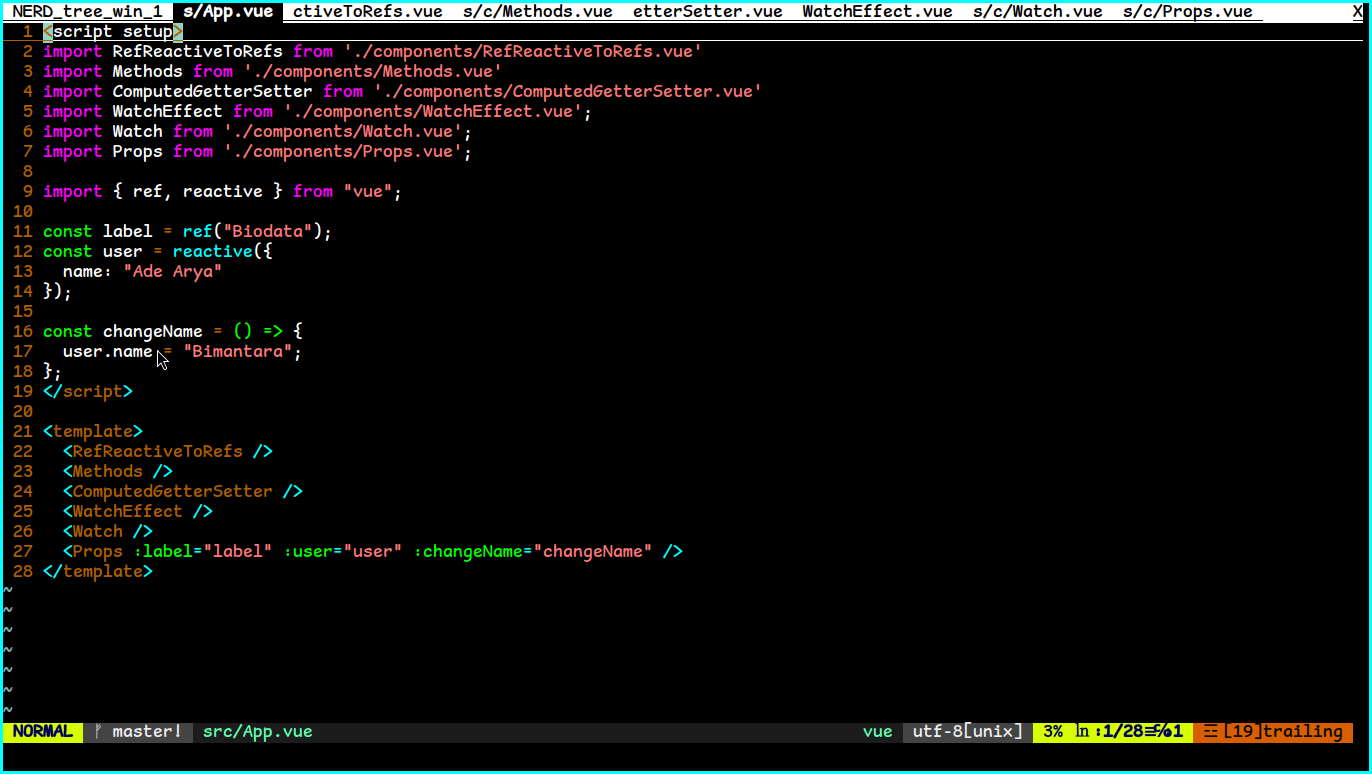 NERD_tree_win_1 s/App.vue ctiveToRefs.vue s/c/Methods.vue etterSetter.vue WatchEffect.vue s/c/Watch.vue s/c/Props.vue X
1 <script setup>
2 import RefReactiveToRefs from './components/RefReactiveToRefs.vue'
3 import Methods from './components/Methods.vue'
4 import ComputedGetterSetter from './components/ComputedGetterSetter.vue'
5 import WatchEffect from './components/WatchEffect.vue';
6 import Watch from './components/Watch.vue';
7 import Props from './components/Props.vue';
8
9 import { ref, reactive } from "vue";
10
11 const label = ref("Biodata");
12 const user = reactive({
13   name: "Ade Arya"
14 });
15
16 const changeName = () => {
17   user.name = "Bimantara";
18 };
19 </script>
20
21 <template>
22   <RefReactiveToRefs />
23   <Methods />
24   <ComputedGetterSetter />
25   <WatchEffect />
26   <Watch />
27   <Props :label="label" :user="user" :changeName="changeName" />
28 </template>
~
~
~
~
~
~
~
NORMAL master! src/App.vue vue utf-8[unix] 3% ln :1/28≡℅1 Ξ [19]trailing